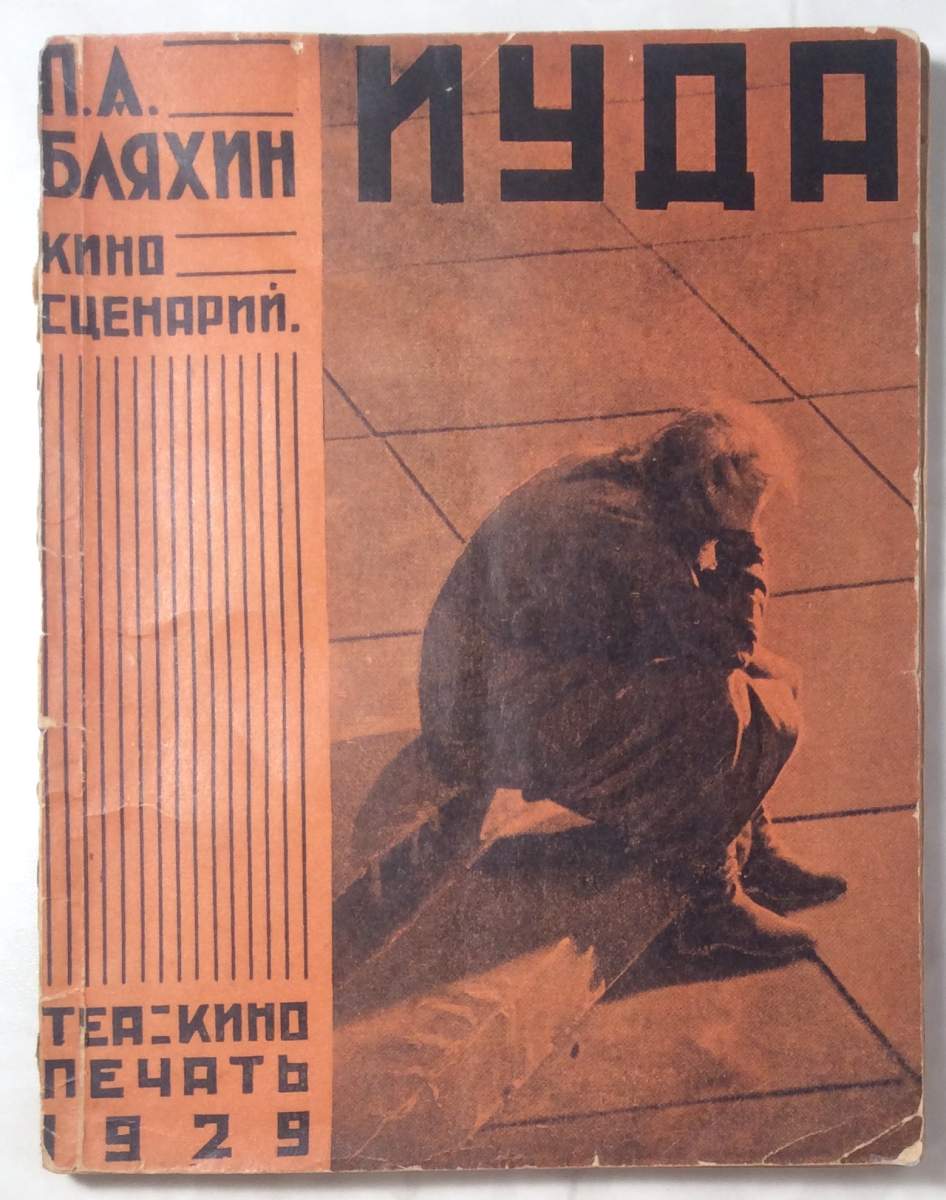 П.А.
БЛЯХИН
КИНО
СЦЕНАРИЙ.
ИУДА
ТЕА-КИНО
ПЕЧАТЬ
1929